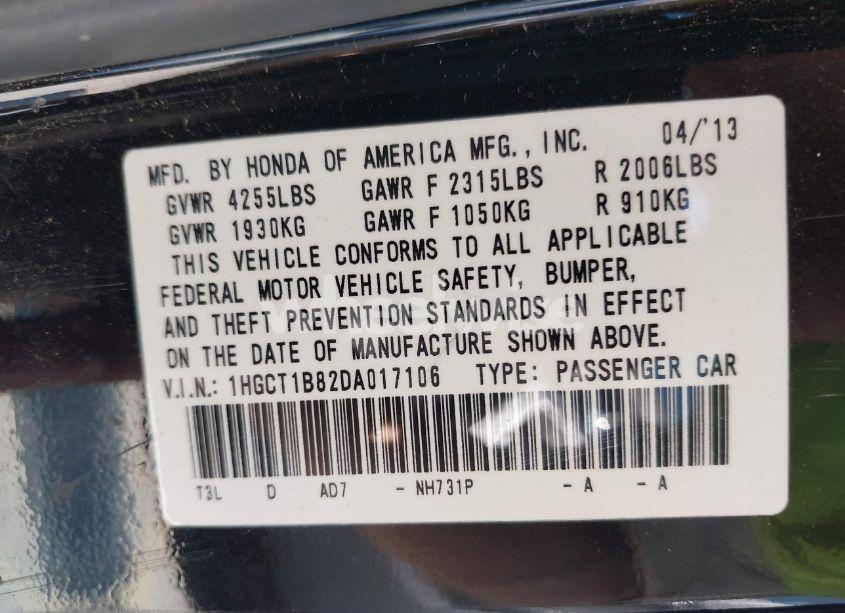 MFD. BY HONDA OF AMERICA MFG., INC. 04/'13
GVWR 4255LBS GAWR F 2315LBS R 2006LBS
GVWR 1930KG GAWR F 1050KG R 910KG
THIS VEHICLE CONFORMS TO ALL APPLICABLE
FEDERAL MOTOR VEHICLE SAFETY, BUMPER,
AND THEFT PREVENTION STANDARDS IN EFFECT
ON THE DATE OF MANUFACTURE SHOWN ABOVE.
V.I.N.: 1HGCT1B82DA017106 TYPE: PASSENGER CAR
T3L D AD7 - NH731P - A - A